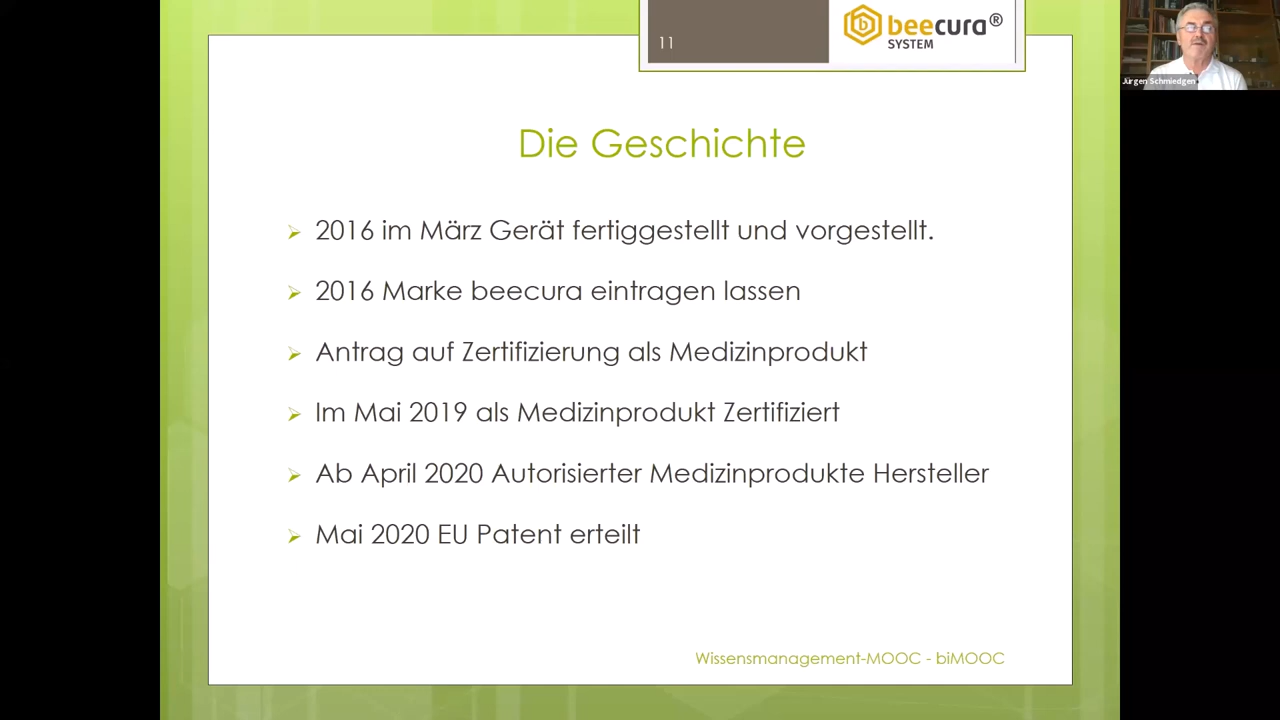 11
beecura®
SYSTEM
Jürgen Schmiedgen
Die Geschichte
2016 im März Gerät fertiggestellt und vorgestellt.
2016 Marke beecura eintragen lassen
Antrag auf Zertifizierung als Medizinprodukt
Im Mai 2019 als Medizinprodukt Zertifiziert
Ab April 2020 Autorisierter Medizinprodukte Hersteller
Mai 2020 EU Patent erteilt
Wissensmanagement-MOOC - biMOOC